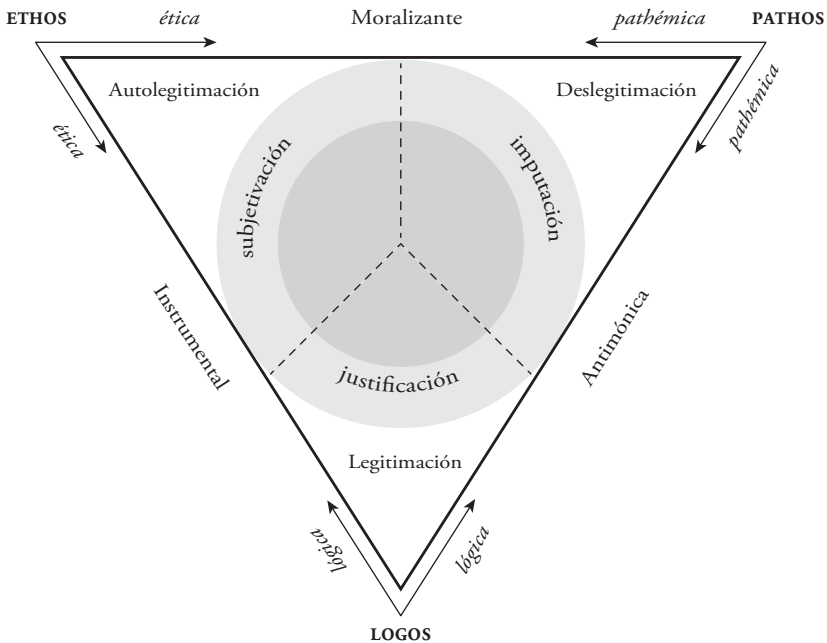 ETHOS
ética
Moralizante
pathémica
PATHOS
Autolegitimación
Deslegitimación
ética
pathémica
subjetivación
imputación
Instrumental
Antimónica
justificación
Legitimación
lógica
lógica
LOGOS